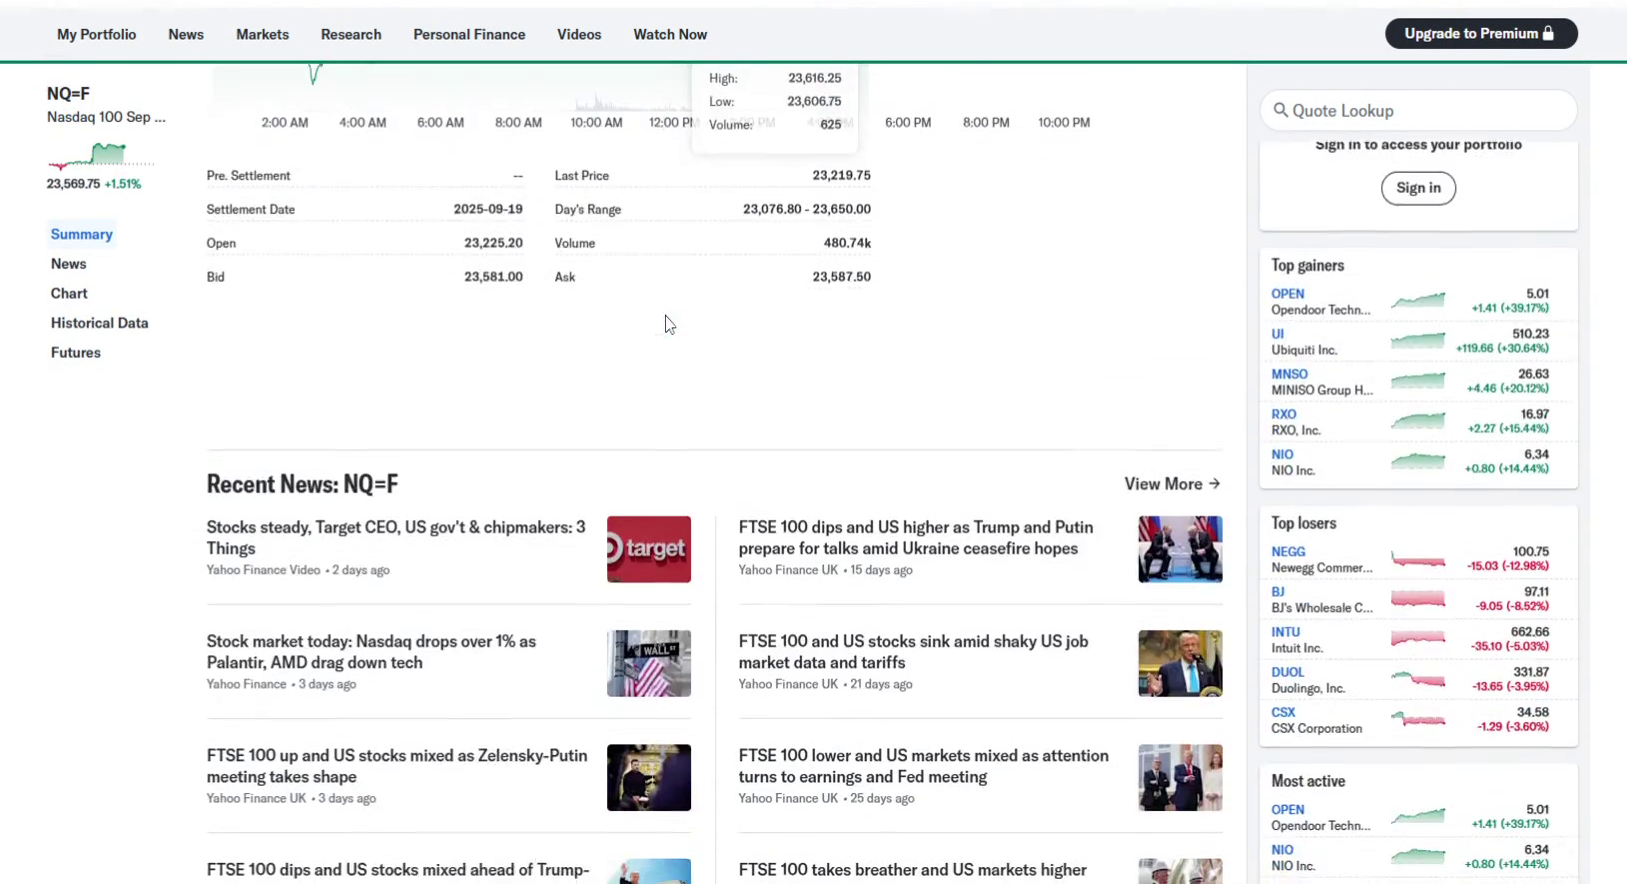 My Portfolio News Markets Research Personal Finance Videos Watch Now Upgrade to Premium
NQ=F
Nasdaq 100 Sep ...
23,569.75 +1.51%
Summary
News
Chart
Historical Data
Futures
High: 23,616.25
Low: 23,606.75
Volume: 625
2:00 AM 4:00 AM 6:00 AM 8:00 AM 10:00 AM 12:00 PM 2:00 PM 4:00 PM 6:00 PM 8:00 PM 10:00 PM
Pre. Settlement -- Last Price 23,219.75
Settlement Date 2025-09-19 Day's Range 23,076.80 - 23,650.00
Open 23,225.20 Volume 480.74k
Bid 23,581.00 Ask 23,587.50
Recent News: NQ=F View More
Stocks steady, Target CEO, US gov't & chipmakers: 3
Things
Yahoo Finance Video • 2 days ago
target
Stock market today: Nasdaq drops over 1% as
Palantir, AMD drag down tech
Yahoo Finance • 3 days ago
WALL ST
FTSE 100 up and US stocks mixed as Zelensky-Putin
meeting takes shape
Yahoo Finance UK • 3 days ago
FTSE 100 dips and US stocks mixed ahead of Trump-
FTSE 100 dips and US higher as Trump and Putin
prepare for talks amid Ukraine ceasefire hopes
Yahoo Finance UK • 15 days ago
FTSE 100 and US stocks sink amid shaky US job
market data and tariffs
Yahoo Finance UK • 21 days ago
FTSE 100 lower and US markets mixed as attention
turns to earnings and Fed meeting
Yahoo Finance UK • 25 days ago
FTSE 100 takes breather and US markets higher
Quote Lookup
Sign in to access your portfolio
Sign in
Top gainers
OPEN 5.01
Opendoor Techn... +1.41 (+39.17%)
UI 510.23
Ubiquiti Inc. +119.66 (+30.64%)
MNSO 26.63
MINISO Group H... +4.46 (+20.12%)
RXO 16.97
RXO, Inc. +2.27 (+15.44%)
NIO 6.34
NIO Inc. +0.80 (+14.44%)
Top losers
NEGG 100.75
Newegg Commer... -15.03 (-12.98%)
BJ 97.11
BJ's Wholesale C... -9.05 (-8.52%)
INTU 662.66
Intuit Inc. -35.10 (-5.03%)
DUOL 331.87
Duolingo, Inc. -13.65 (-3.95%)
CSX 34.58
CSX Corporation -1.29 (-3.60%)
Most active
OPEN 5.01
Opendoor Techn... +1.41 (+39.17%)
NIO 6.34
NIO Inc. +0.80 (+14.44%)